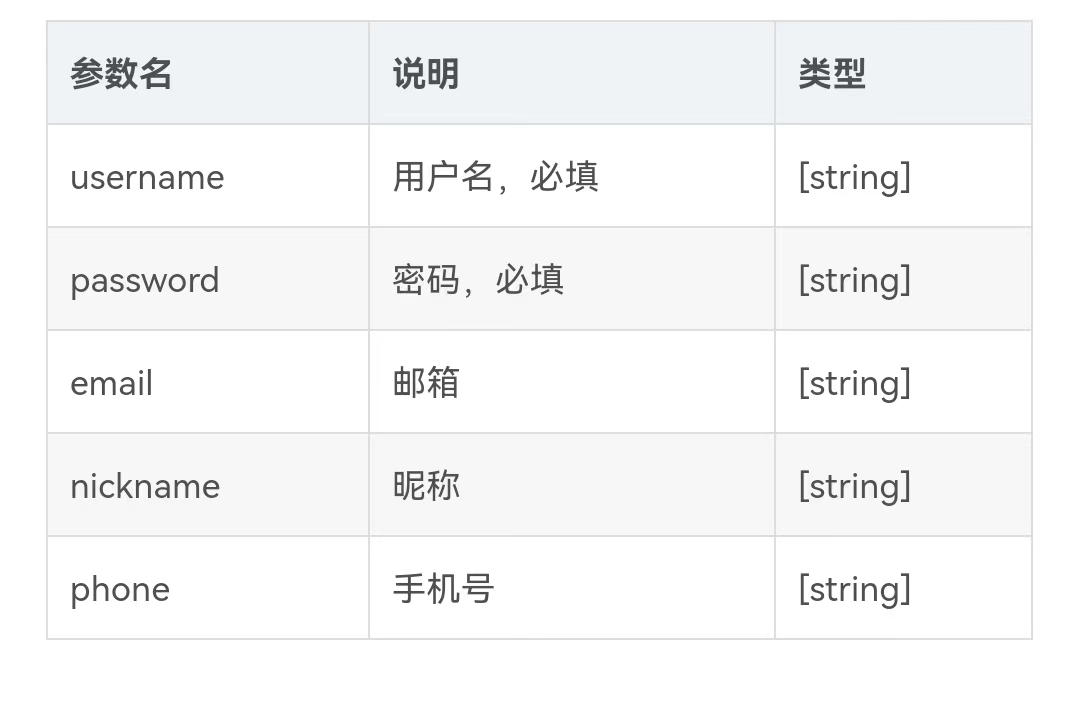 参数名 说明 类型
username 用户名，必填 [string]
password 密码，必填 [string]
email 邮箱 [string]
nickname 昵称 [string]
phone 手机号 [string]